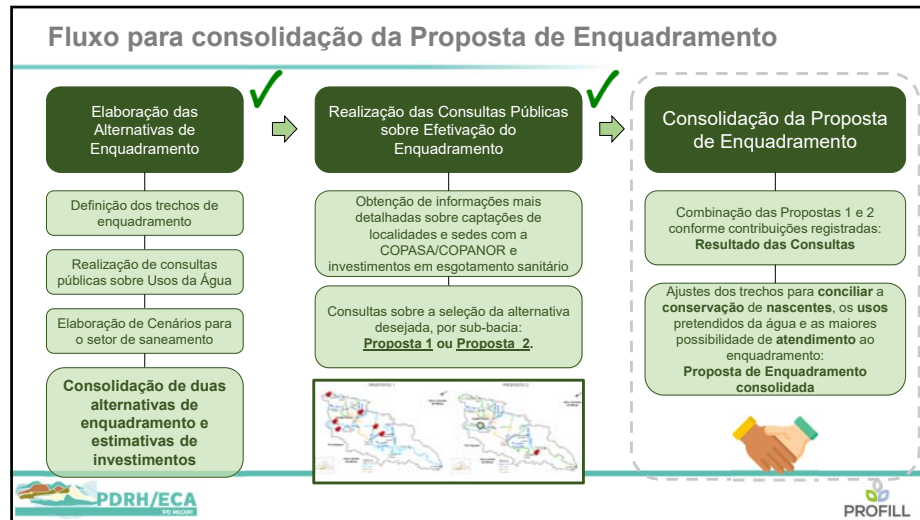 Fluxo para consolidação da Proposta de Enquadramento
Elaboração das
Alternativas de
Enquadramento
Definição dos trechos de
enquadramento
Realização de consultas
públicas sobre Usos da Água
Elaboração de Cenários para
o setor de saneamento
Consolidação de duas
alternativas de
enquadramento e
estimativas de
investimentos
Realização das Consultas Públicas
sobre Efetivação do
Enquadramento
Obtenção de informações mais
detalhadas sobre captações de
localidades e sedes com a
COPASA/COPANOR e
investimentos em esgotamento sanitário
Consultas sobre a seleção da alternativa
desejada, por sub-bacia:
Proposta 1 ou Proposta 2.
PROPOSTA 1
PROPOSTA 2
Consolidação da Proposta
de Enquadramento
Combinação das Propostas 1 e 2
conforme contribuições registradas:
Resultado das Consultas
Ajustes dos trechos para conciliar a
conservação de nascentes, os usos
pretendidos da água e as maiores
possibilidade de atendimento ao
enquadramento:
Proposta de Enquadramento
consolidada
PDRH/ECA
RIO MUCURI
PROFILL